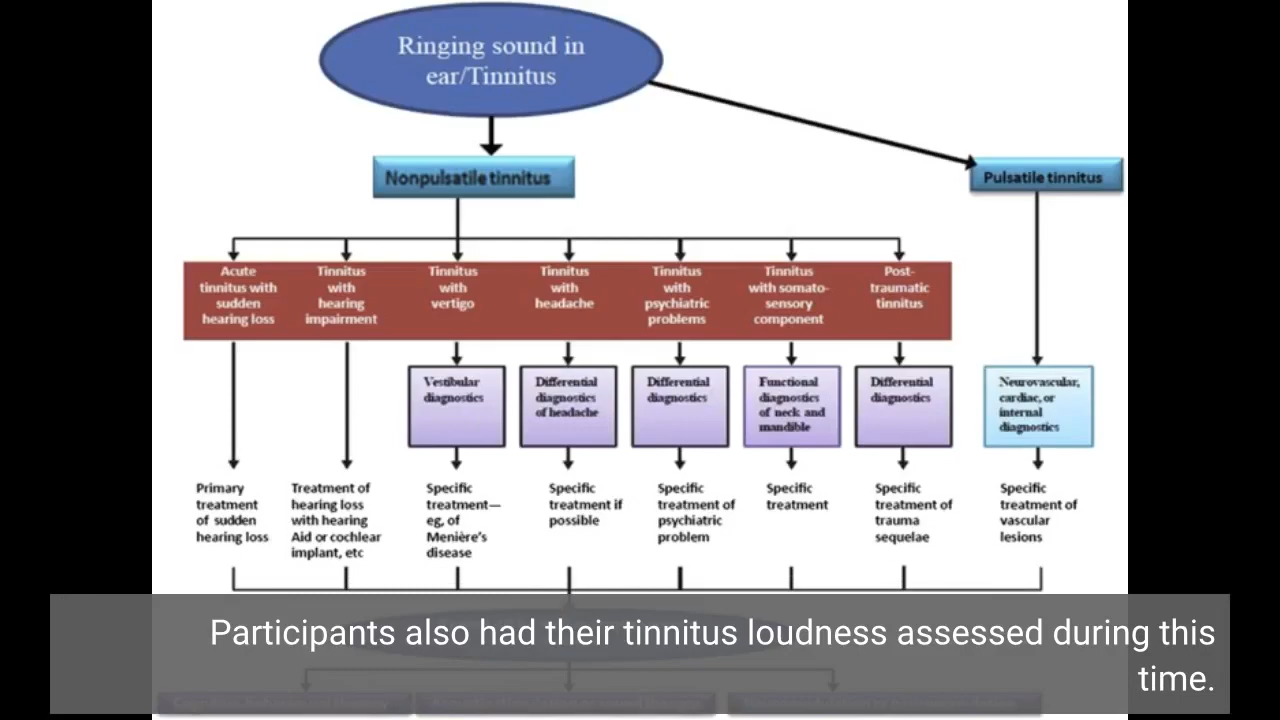 Ringing sound in
ear/Tinnitus
Nonpulsatile tinnitus
Pulsatile tinnitus
Acute
tinnitus with
sudden
hearing loss
Tinnitus
with
hearing
impairment
Tinnitus
with
vertigo
Tinnitus
with
headache
Tinnitus
with
psychiatric
problems
Tinnitus
with somato-
sensory
component
Post-
traumatic
tinnitus
Vestibular
diagnostics
Differential
diagnostics
of headache
Differential
diagnostics
Functional
diagnostics
of neck and
mandible
Differential
diagnostics
Neurovascular,
cardiac, or
internal
diagnostics
Primary
treatment
of sudden
hearing loss
Treatment of
hearing loss
with hearing
Aid or cochlear
implant, etc
Specific
treatment—
eg, of
Menière's
disease
Specific
treatment if
possible
Specific
treatment of
psychiatric
problem
Specific
treatment
Specific
treatment of
trauma
sequelae
Specific
treatment of
vascular
lesions
Participants also had their tinnitus loudness assessed during this
time.